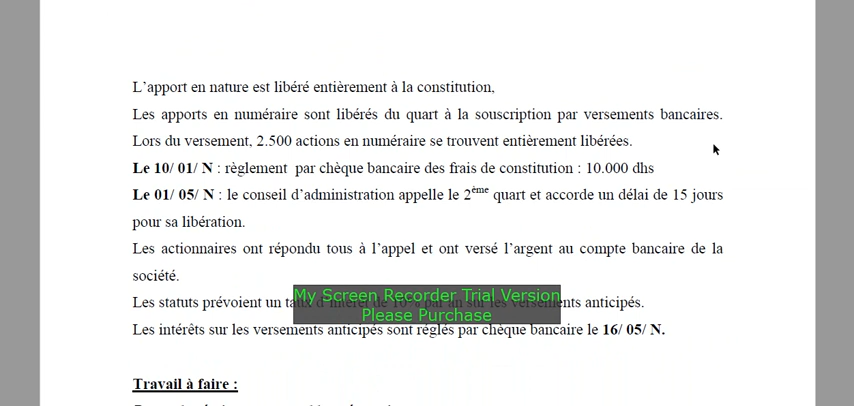 L'apport en nature est libéré entièrement à la constitution,
Les apports en numéraire sont libérés du quart à la souscription par versements bancaires.
Lors du versement, 2.500 actions en numéraire se trouvent entièrement libérées.
Le 10/ 01/ N : règlement par chèque bancaire des frais de constitution : 10.000 dhs
Le 01/ 05/ N : le conseil d'administration appelle le 2ème quart et accorde un délai de 15 jours
pour sa libération.
Les actionnaires ont répondu tous à l'appel et ont versé l'argent au compte bancaire de la
société.
My Screen Recorder Trial Version
Les statuts prévoient un taux d'intérêt de 10% par an sur les versements anticipés.
Please Purchase
Les intérêts sur les versements anticipés sont réglés par chèque bancaire le 16/ 05/ N.
Travail à faire :